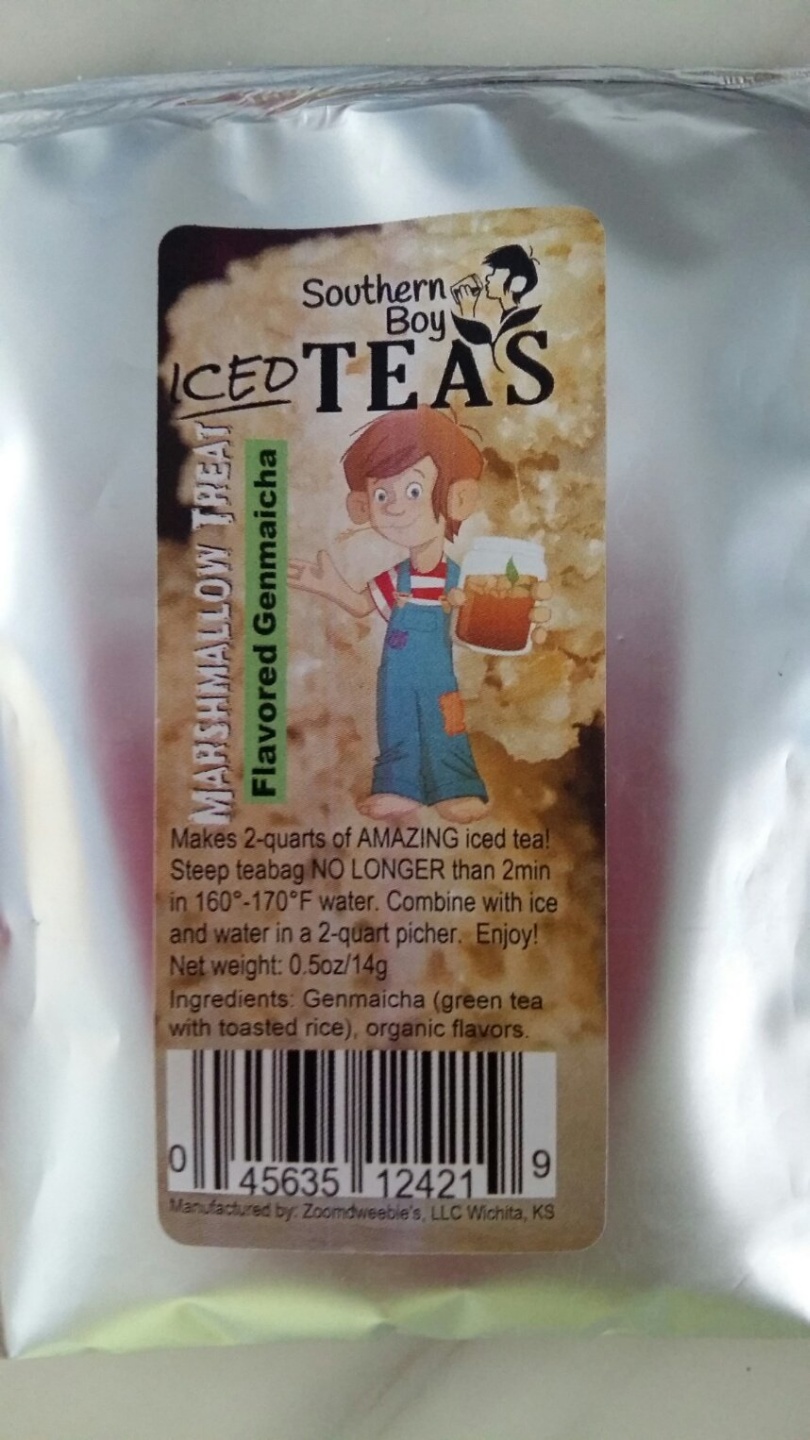 Southern
Boy
ICED TEAS
MARSHMALLOW TREAT
Flavored Genmaicha
Makes 2-quarts of AMAZING iced tea!
Steep teabag NO LONGER than 2min
in 160°-170°F water. Combine with ice
and water in a 2-quart picher. Enjoy!
Net weight: 0.5oz/14g
Ingredients: Genmaicha (green tea
with toasted rice), organic flavors.
0 45635 12421 9
Manufactured by: Zoomdweebie's, LLC Wichita, KS